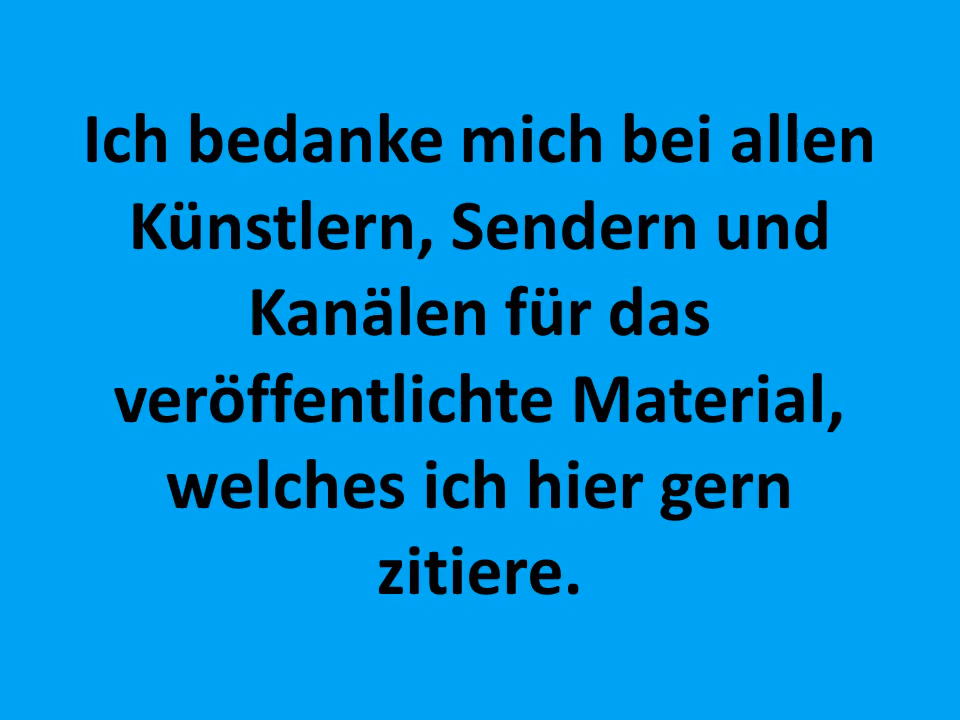 Ich bedanke mich bei allen
Künstlern, Sendern und
Kanälen für das
veröffentlichte Material,
welches ich hier gern
zitiere.